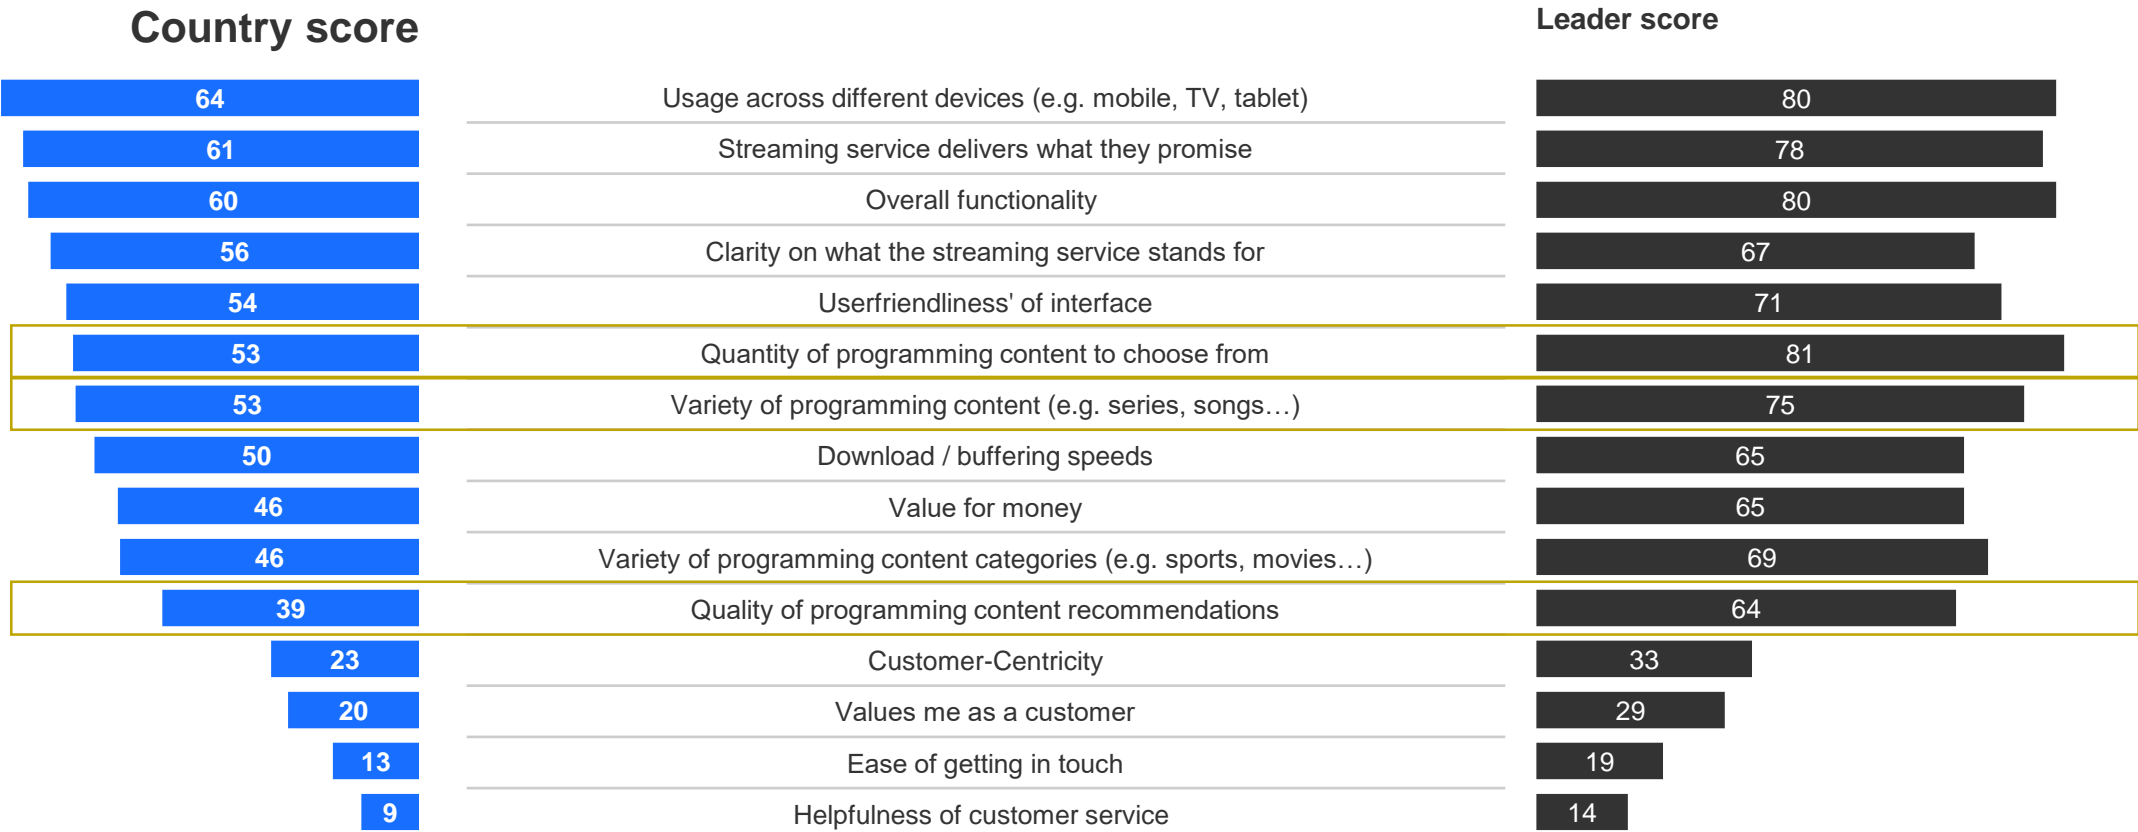 Country score
Leader score
64 Usage across different devices (e.g. mobile, TV, tablet) 80
61 Streaming service delivers what they promise 78
60 Overall functionality 80
56 Clarity on what the streaming service stands for 67
54 Userfriendliness' of interface 71
53 Quantity of programming content to choose from 81
53 Variety of programming content (e.g. series, songs…) 75
50 Download / buffering speeds 65
46 Value for money 65
46 Variety of programming content categories (e.g. sports, movies…) 69
39 Quality of programming content recommendations 64
23 Customer-Centricity 33
20 Values me as a customer 29
13 Ease of getting in touch 19
9 Helpfulness of customer service 14